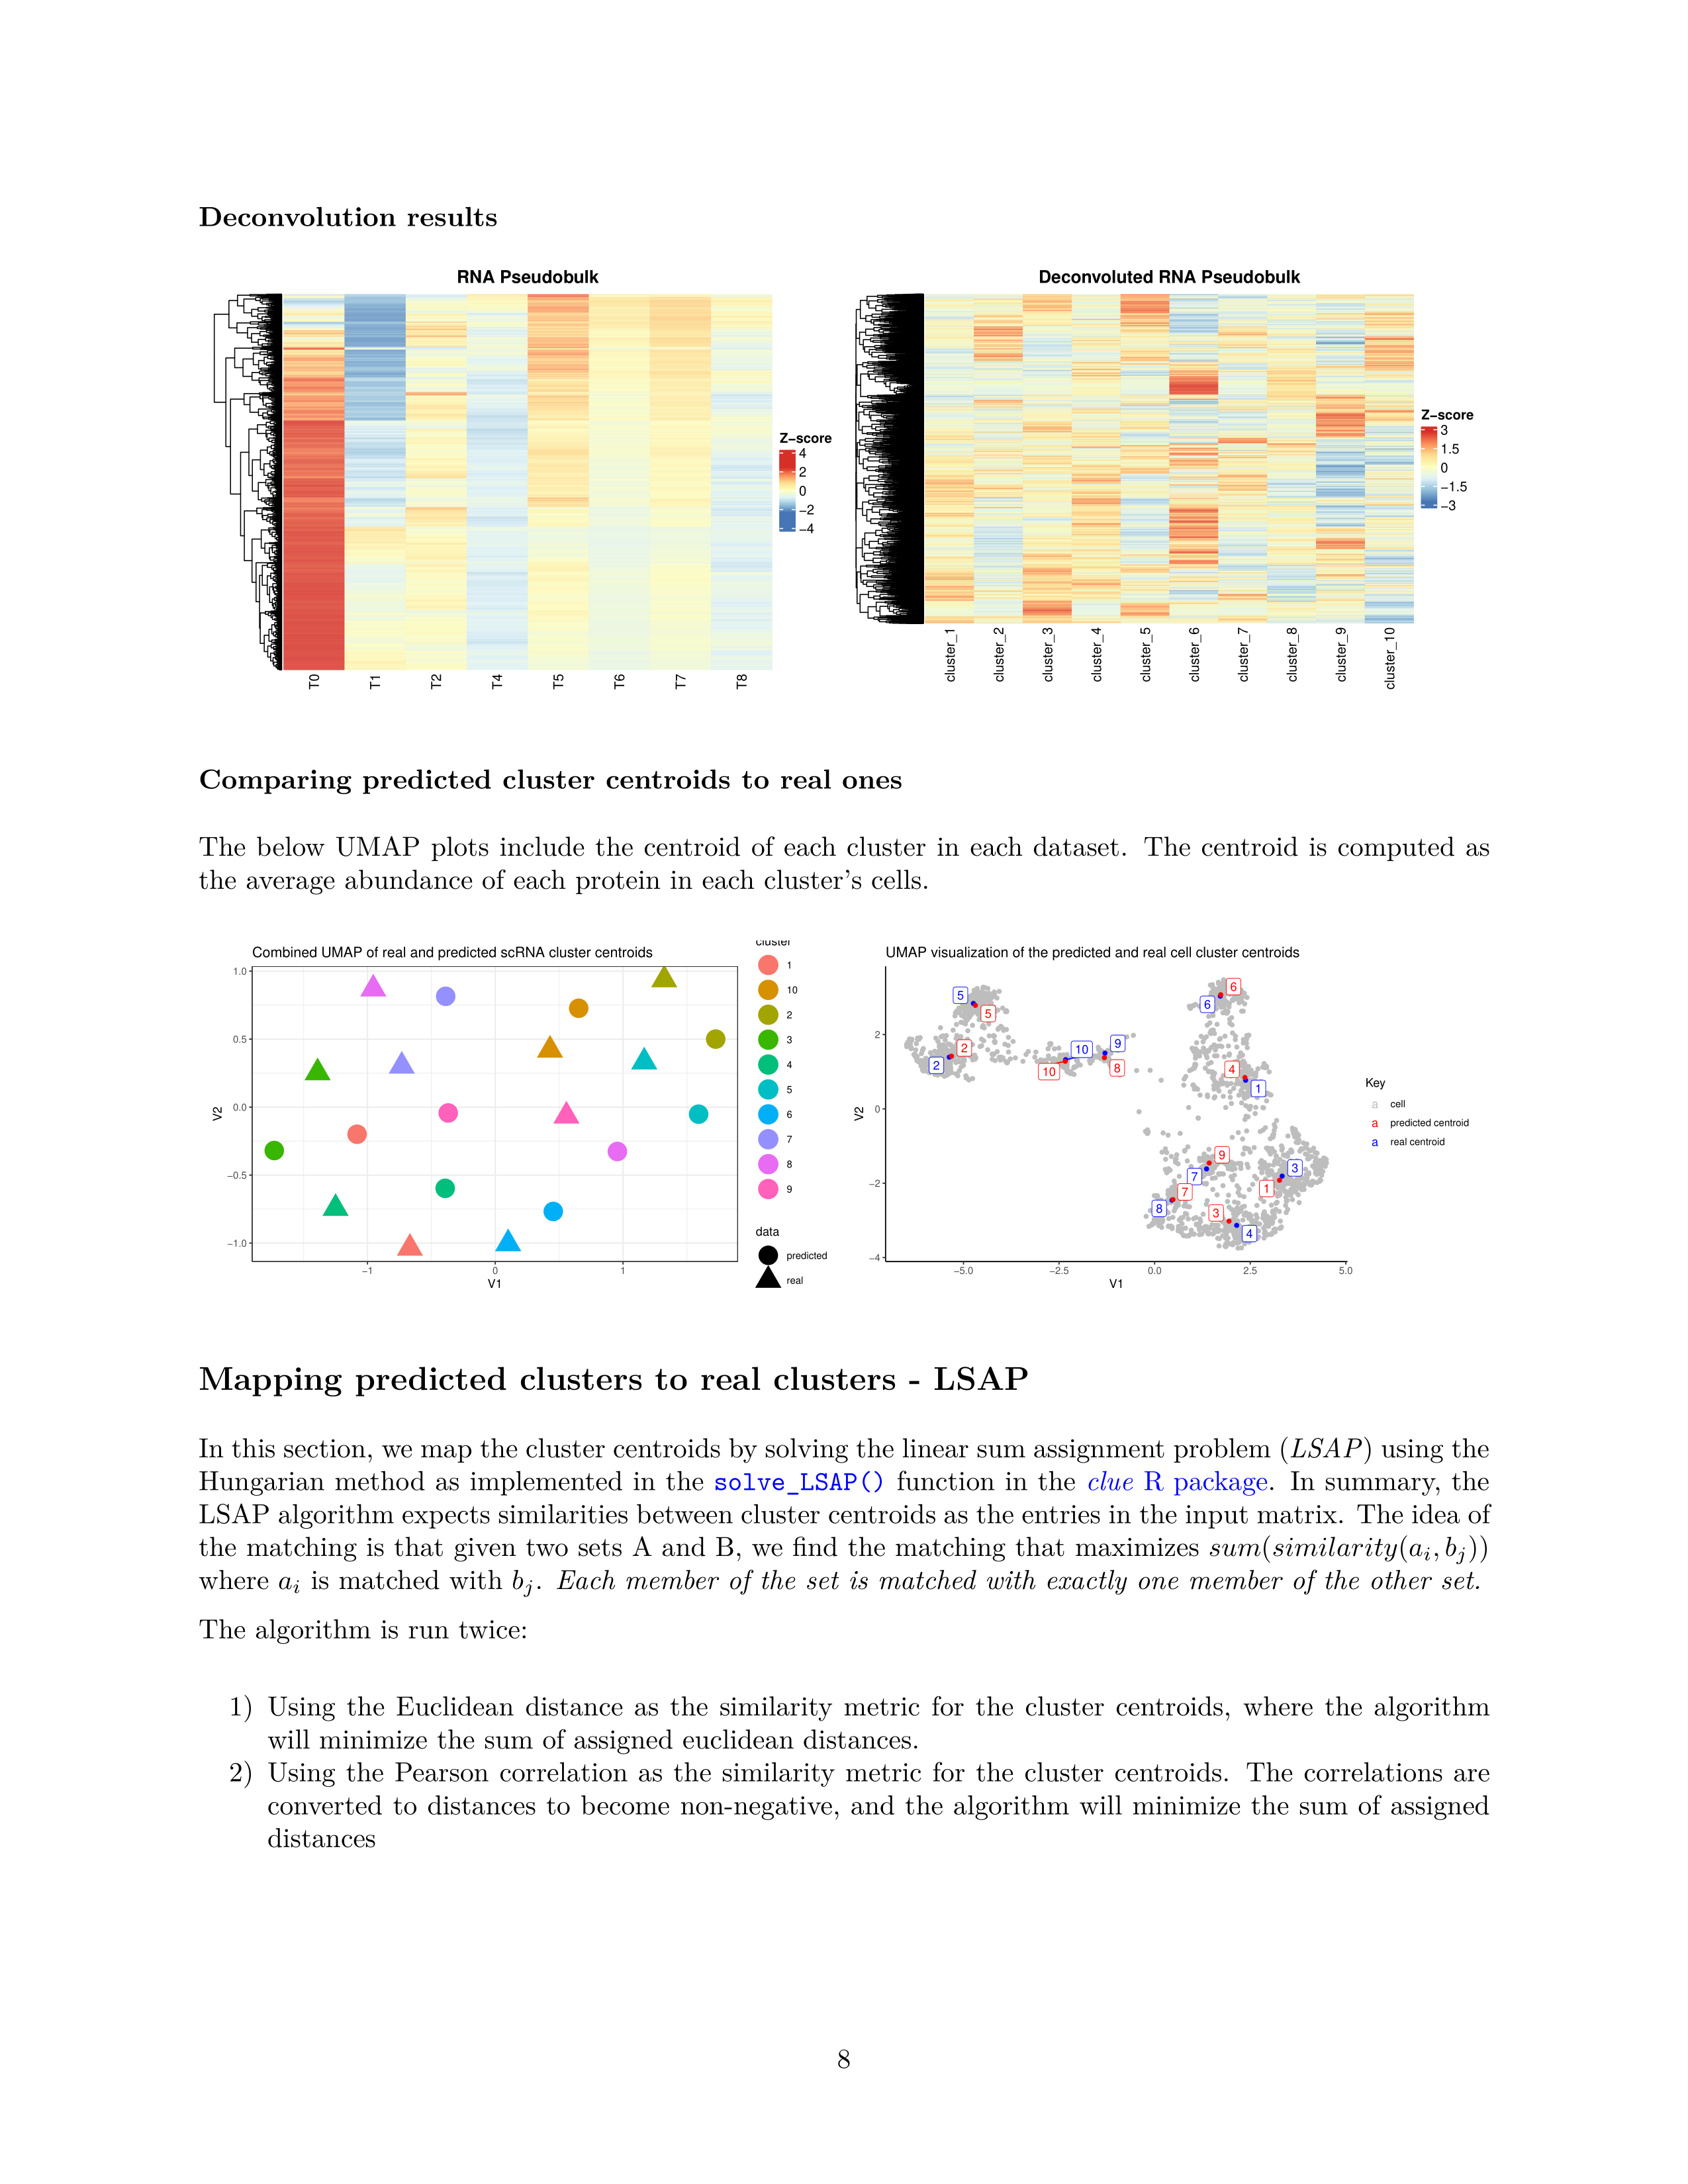 Deconvolution results
RNA Pseudobulk
Z−score
4
2
0
−2
−4
T0
T1
T2
T4
T5
T6
T7
T8
Deconvoluted RNA Pseudobulk
Z−score
3
1.5
0
−1.5
−3
cluster_1
cluster_2
cluster_3
cluster_4
cluster_5
cluster_6
cluster_7
cluster_8
cluster_9
cluster_10
Comparing predicted cluster centroids to real ones
The below UMAP plots include the centroid of each cluster in each dataset. The centroid is computed as
the average abundance of each protein in each cluster's cells.
Combined UMAP of real and predicted scRNA cluster centroids
1.0
0.5
0.0
−0.5
−1.0
V2
−1
0
1
V1
cluster
1
10
2
3
4
5
6
7
8
9
data
predicted
real
UMAP visualization of the predicted and real cell cluster centroids
2
0
−2
−4
V2
5
5
2
2
10
10
9
8
6
6
4
1
9
7
7
8
3
1
3
4
−5.0
−2.5
0.0
2.5
5.0
V1
Key
a cell
a predicted centroid
a real centroid
Mapping predicted clusters to real clusters - LSAP
In this section, we map the cluster centroids by solving the linear sum assignment problem (LSAP) using the
Hungarian method as implemented in the solve_LSAP() function in the clue R package. In summary, the
LSAP algorithm expects similarities between cluster centroids as the entries in the input matrix. The idea of
the matching is that given two sets A and B, we find the matching that maximizes sum(similarity(a_i, b_j))
where a_i is matched with b_j. Each member of the set is matched with exactly one member of the other set.
The algorithm is run twice:
1) Using the Euclidean distance as the similarity metric for the cluster centroids, where the algorithm
will minimize the sum of assigned euclidean distances.
2) Using the Pearson correlation as the similarity metric for the cluster centroids. The correlations are
converted to distances to become non-negative, and the algorithm will minimize the sum of assigned
distances
8